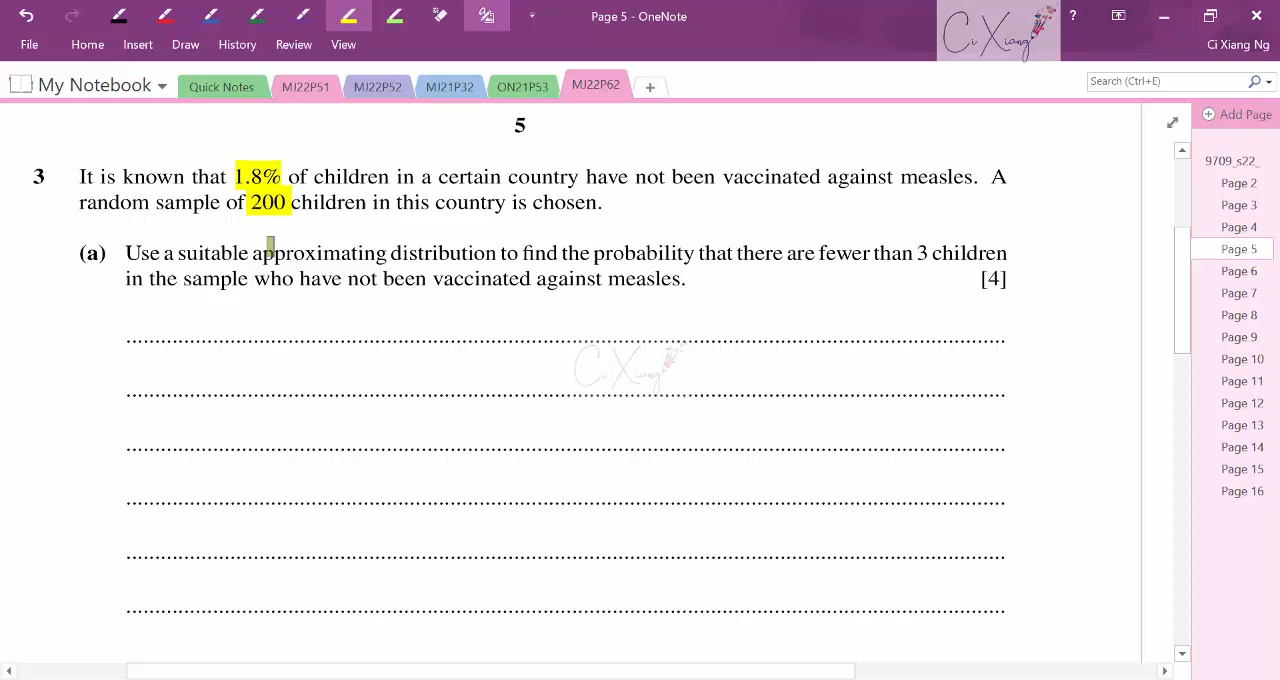 Page 5 - OneNote
Ci Xiang
?
File
Home
Insert
Draw
History
Review
View
Ci Xiang Ng
My Notebook
Quick Notes
MJ22P51
MJ22P52
MJ21P32
ON21P53
MJ22P62
Search (Ctrl+E)
Add Page
5
3 It is known that 1.8% of children in a certain country have not been vaccinated against measles. A
random sample of 200 children in this country is chosen.
(a) Use a suitable approximating distribution to find the probability that there are fewer than 3 children
in the sample who have not been vaccinated against measles. [4]
Ci Xiang
9709_s22_
Page 2
Page 3
Page 4
Page 5
Page 6
Page 7
Page 8
Page 9
Page 10
Page 11
Page 12
Page 13
Page 14
Page 15
Page 16